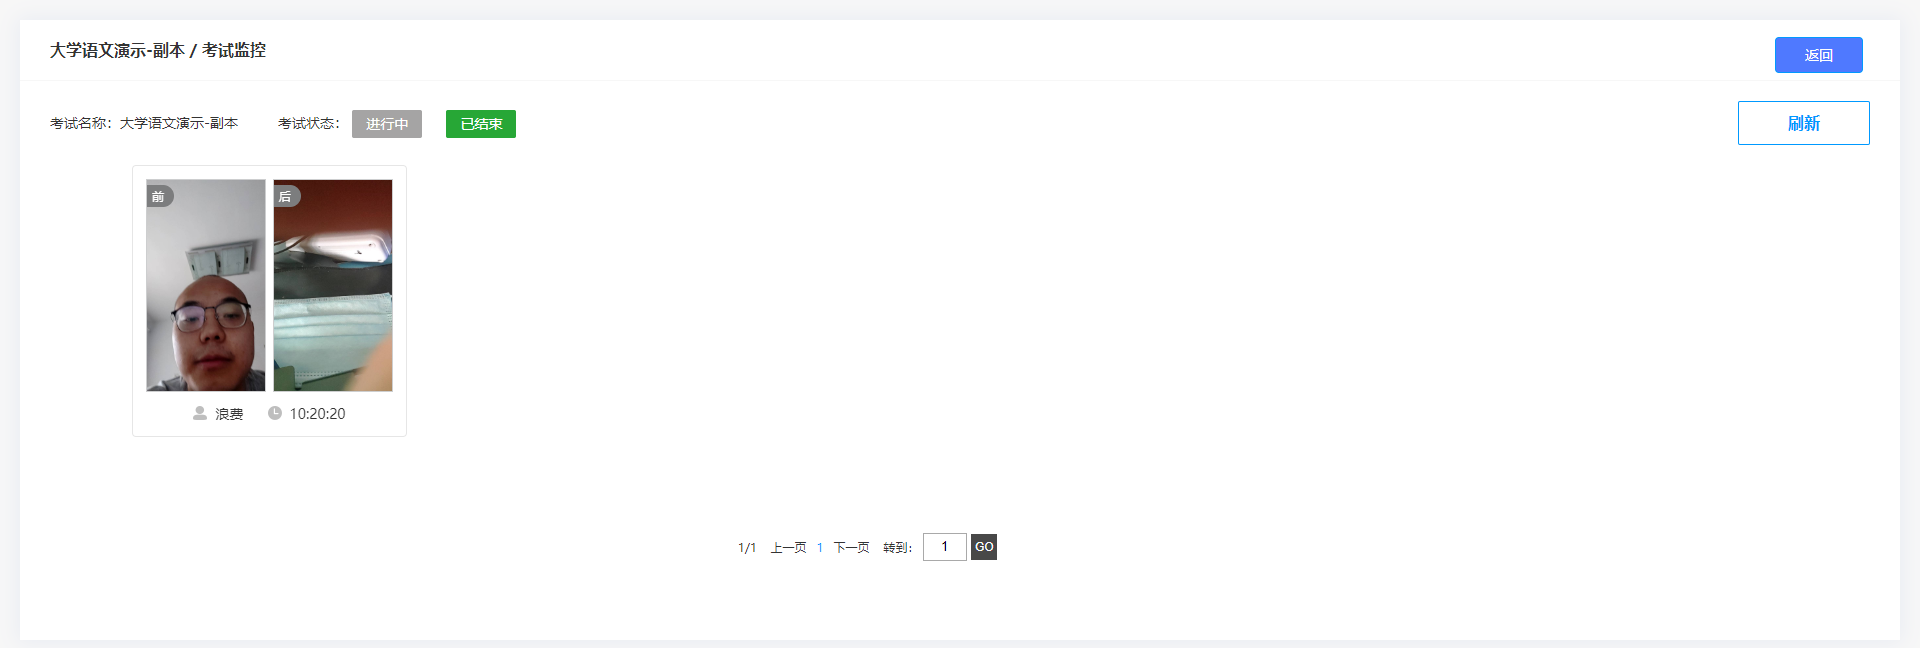 大学语文演示-副本 / 考试监控
返回
考试名称：大学语文演示-副本 考试状态： 进行中 已结束 刷新
前 后
浪费 10:20:20
1/1 上一页 1 下一页 转到： 1 GO